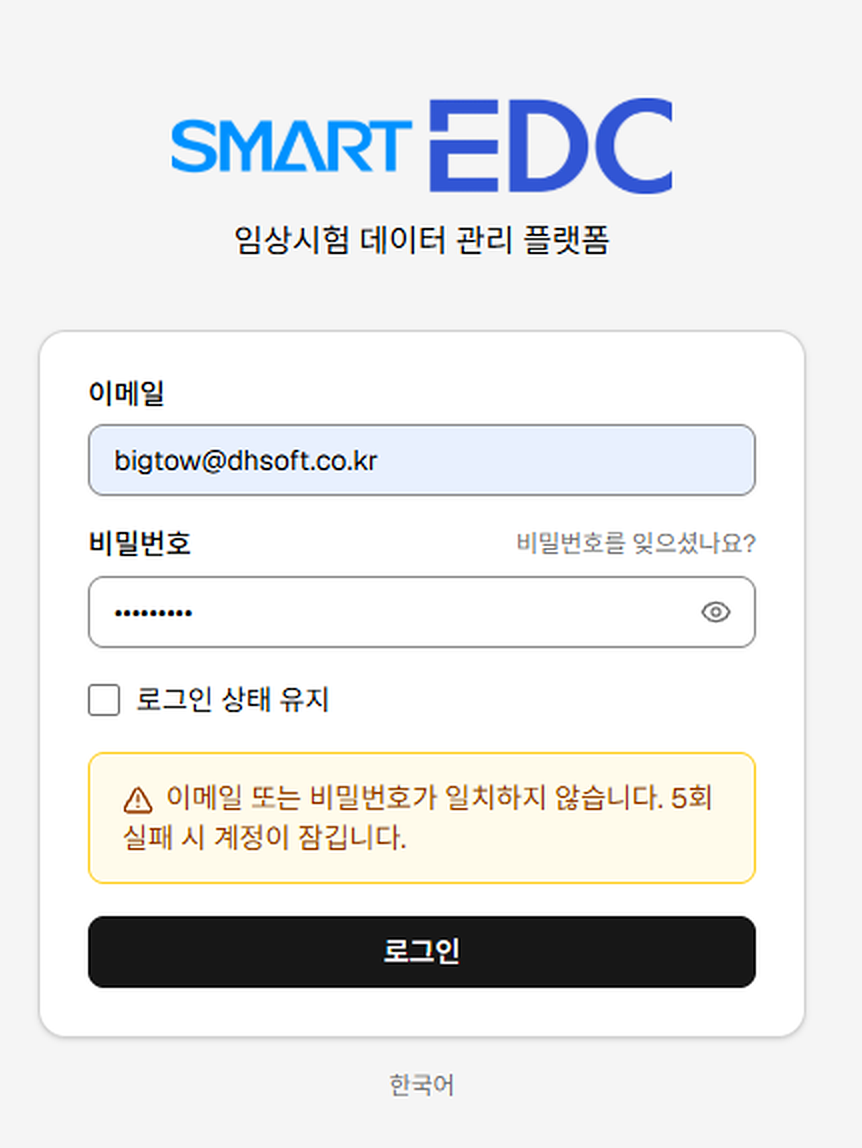 SMART EDC
임상시험 데이터 관리 플랫폼
이메일
bigtow@dhsoft.co.kr
비밀번호
비밀번호를 잊으셨나요?
•••••••••
로그인 상태 유지
이메일 또는 비밀번호가 일치하지 않습니다. 5회
실패 시 계정이 잠깁니다.
로그인
한국어